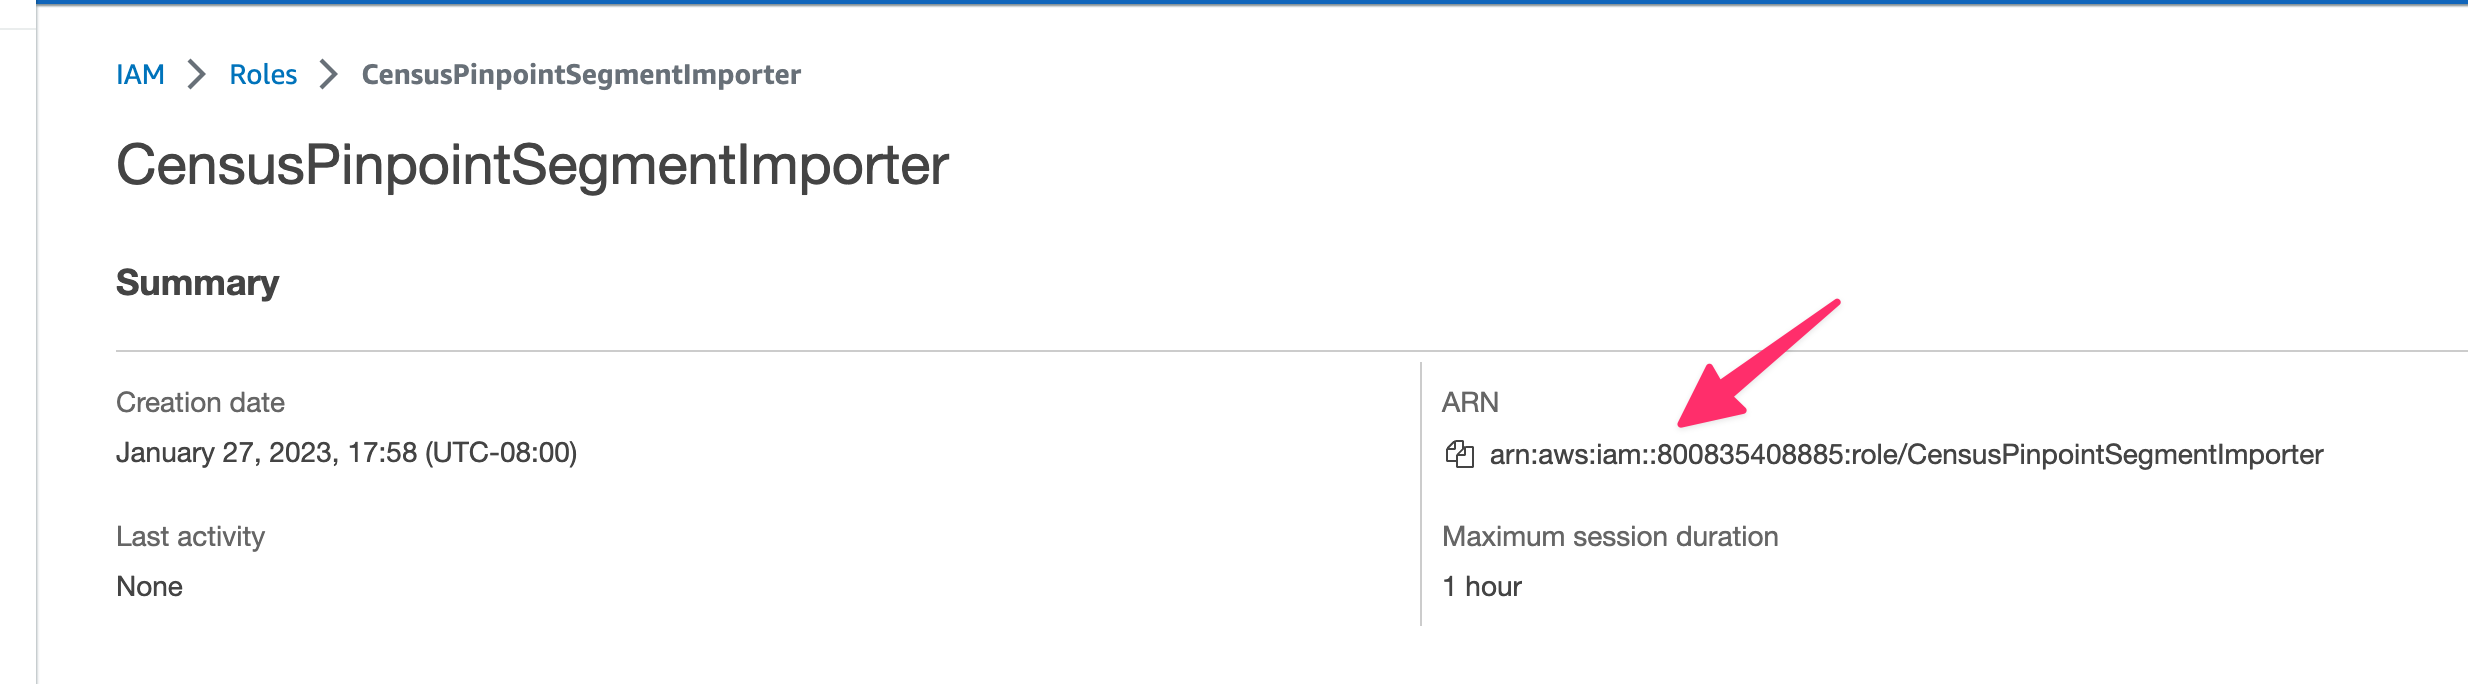 IAM > Roles > CensusPinpointSegmentImporter
CensusPinpointSegmentImporter
Summary
Creation date
January 27, 2023, 17:58 (UTC-08:00)
ARN
arn:aws:iam::800835408885:role/CensusPinpointSegmentImporter
Last activity
None
Maximum session duration
1 hour